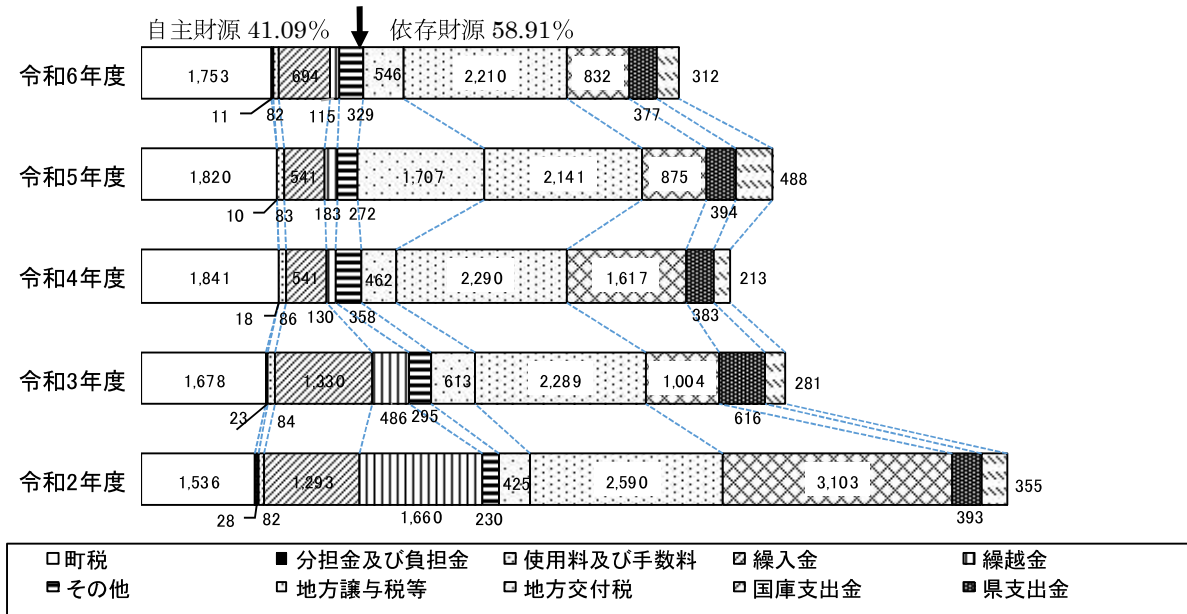 自主財源 41.09% 依存財源 58.91%
令和6年度 1,753 694 546 2,210 832 312
11 82 115 329 377
令和5年度 1,820 541 1,707 2,141 875 488
10 83 183 272 394
令和4年度 1,841 541 462 2,290 1,617 213
18 86 130 358 383
令和3年度 1,678 1,330 613 2,289 1,004 281
23 84 486 295 616
令和2年度 1,536 1,293 425 2,590 3,103 355
28 82 1,660 230 393
町税 分担金及び負担金 使用料及び手数料 繰入金 繰越金
その他 地方譲与税等 地方交付税 国庫支出金 県支出金